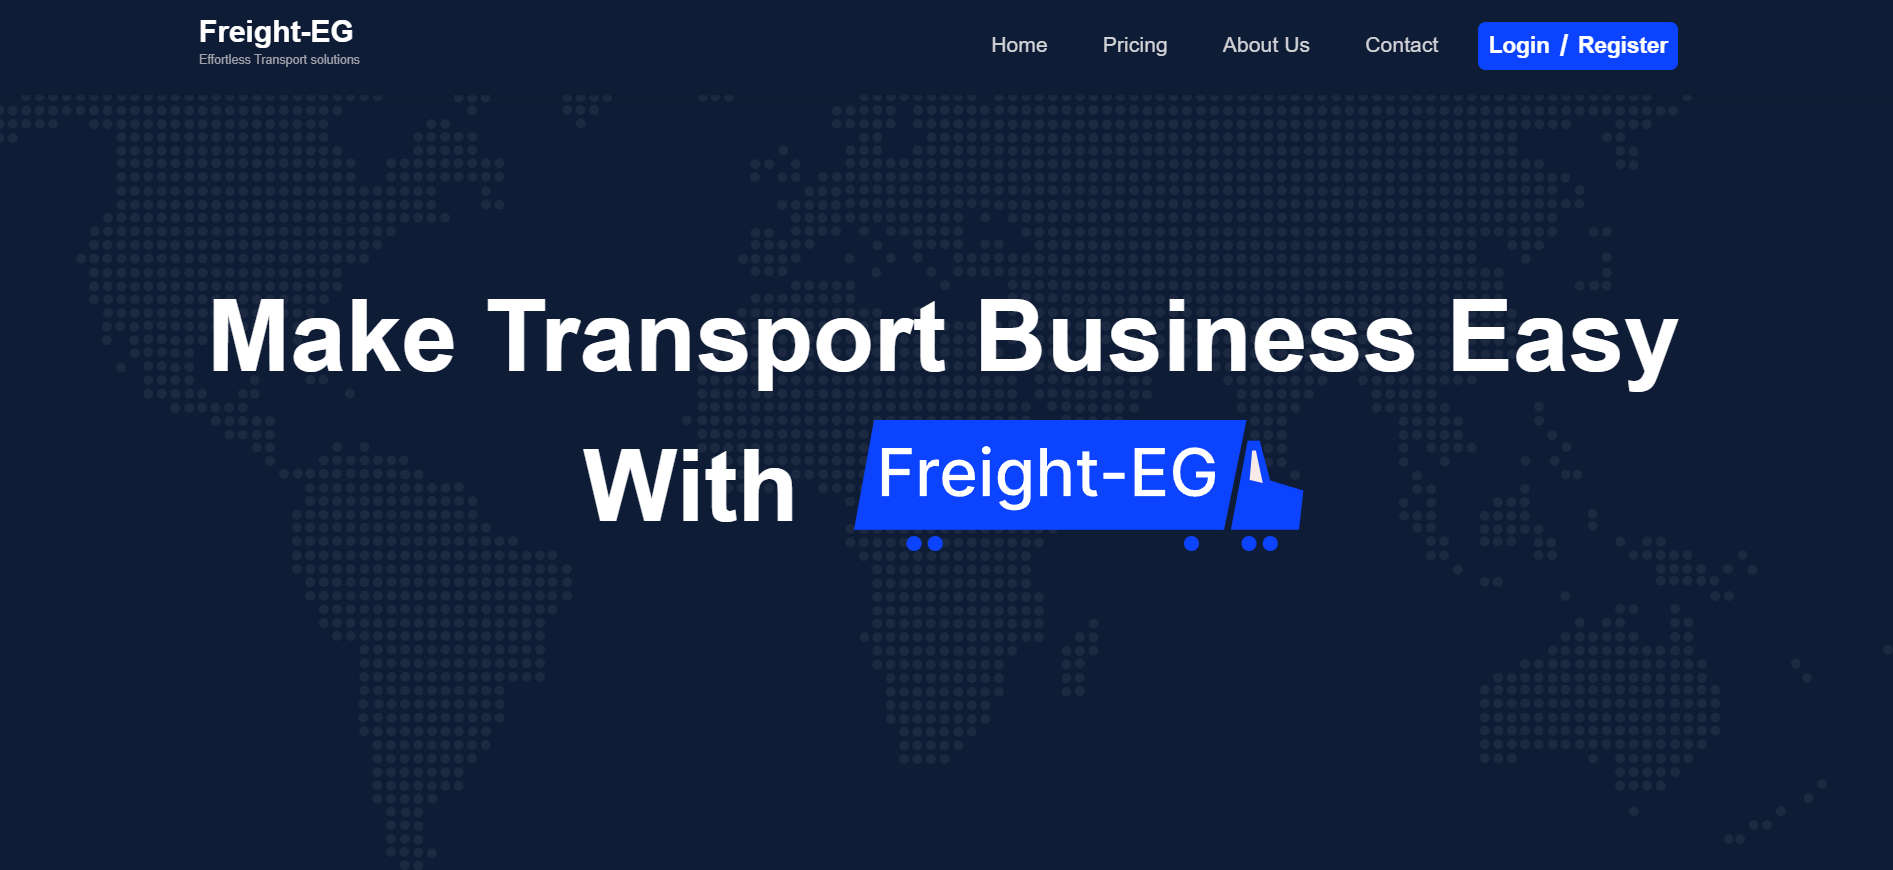 Freight-EG
Effortless Transport solutions
Home
Pricing
About Us
Contact
Login / Register
Make Transport Business Easy
With
Freight-EG